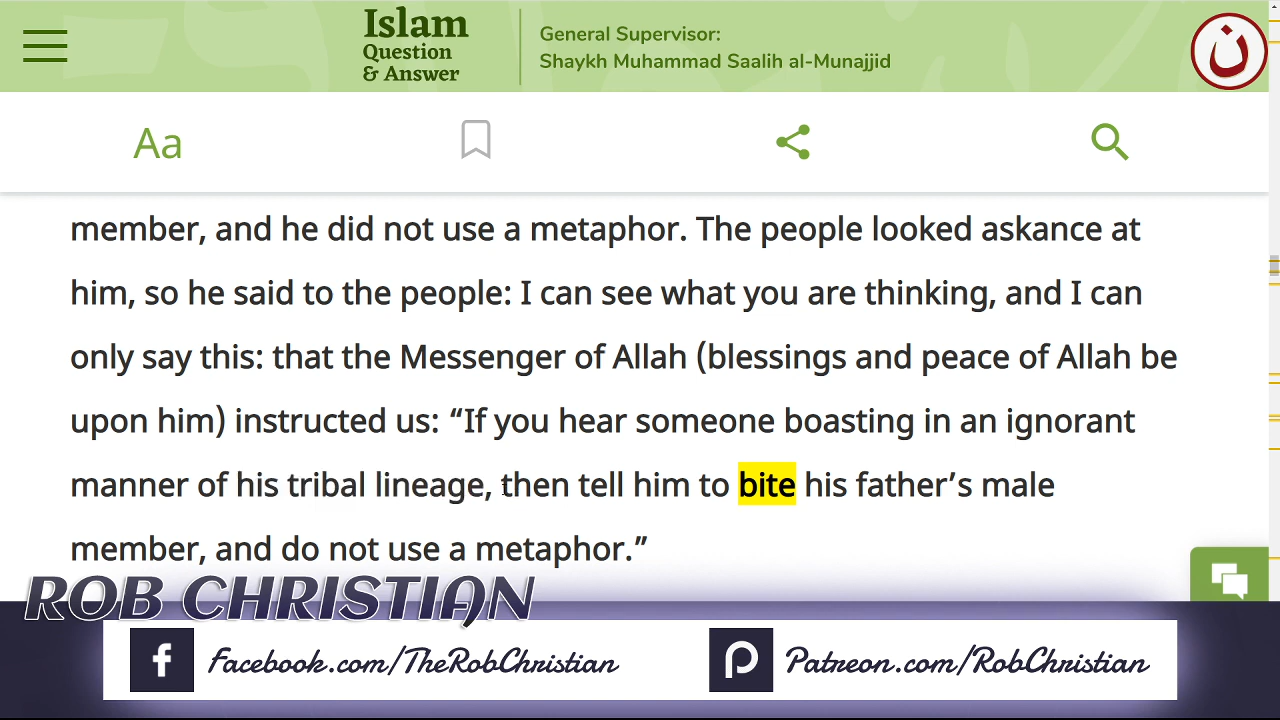 Islam
Question
& Answer
General Supervisor:
Shaykh Muhammad Saalih al-Munajjid
ن
Aa
member, and he did not use a metaphor. The people looked askance at
him, so he said to the people: I can see what you are thinking, and I can
only say this: that the Messenger of Allah (blessings and peace of Allah be
upon him) instructed us: “If you hear someone boasting in an ignorant
manner of his tribal lineage, then tell him to bite his father’s male
member, and do not use a metaphor.”
ROB CHRISTIAN
Facebook.com/TheRobChristian
Patreon.com/RobChristian